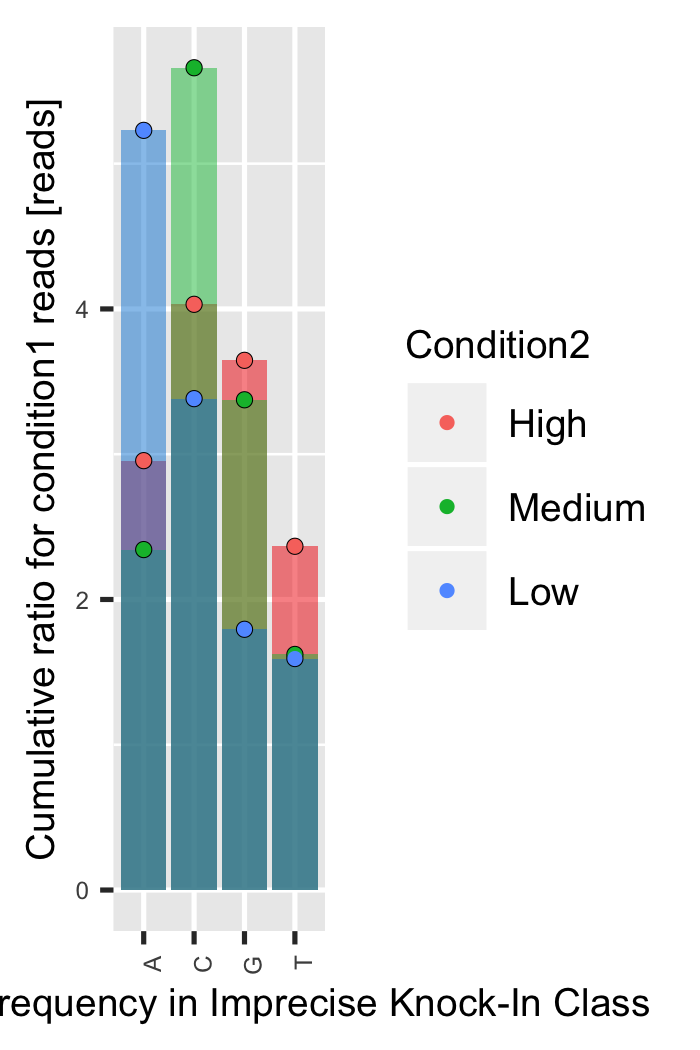 Cumulative ratio for condition1 reads [reads]
4
2
0
A
C
G
T
requency in Imprecise Knock-In Class
Condition2
High
Medium
Low